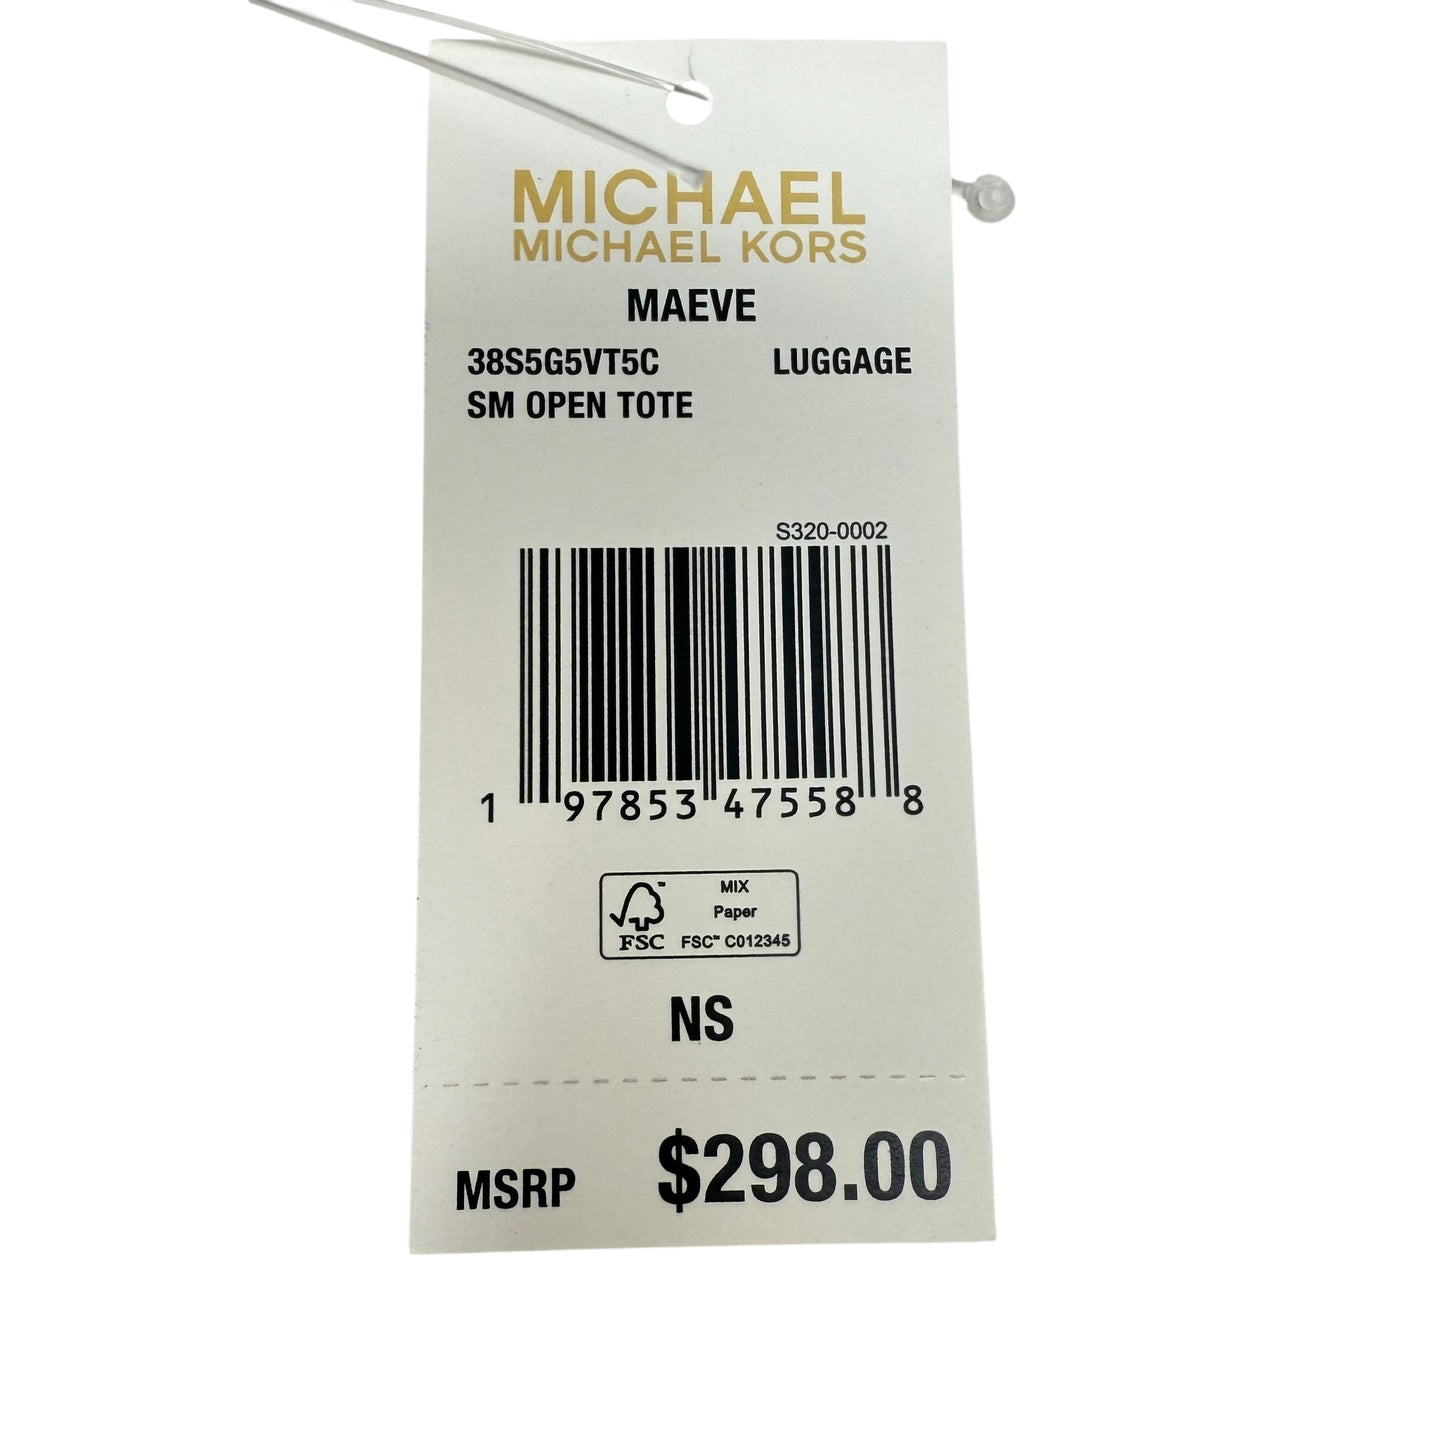 MICHAEL
MICHAEL KORS
MAEVE
38S5G5VT5C LUGGAGE
SM OPEN TOTE
S320-0002
1 97853 47558 8
MIX
Paper
FSC FSC™ C012345
NS
MSRP $298.00